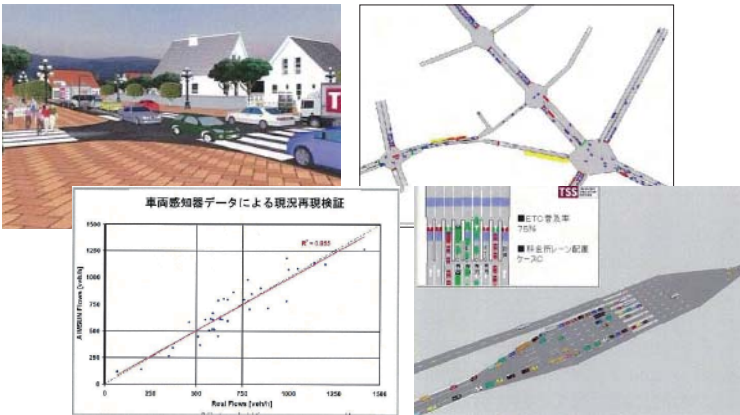 TSS
車両感知器データによる現況再現検証
R² = 0.855
1500
1250
1000
750
500
250
0
0
250
500
750
1000
1250
1500
AIMSUN Flows [veh/h]
Real Flows [veh/h]
TSS
■ETC普及率
75%
■料金所レーン配置
ケースC